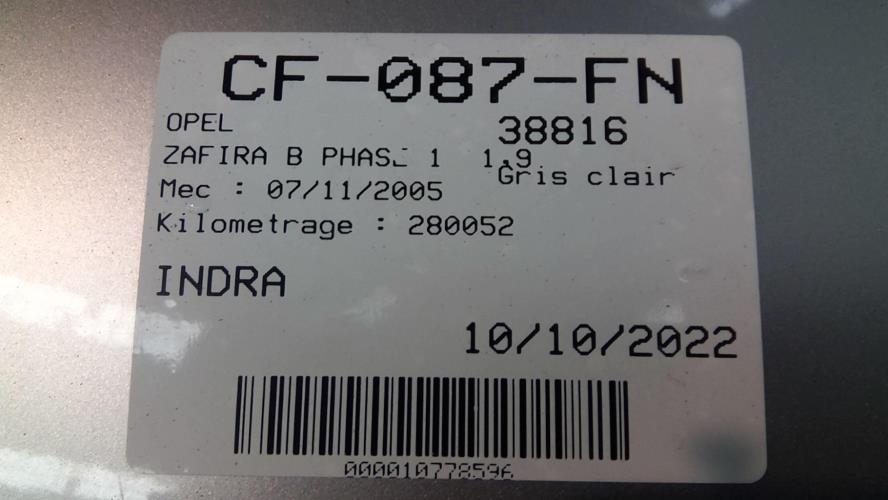 CF-087-FN
OPEL 38816
ZAFIRA B PHASE 1 1.9
Gris clair
Mec : 07/11/2005
Kilometrage : 280052
INDRA
10/10/2022
000010778596